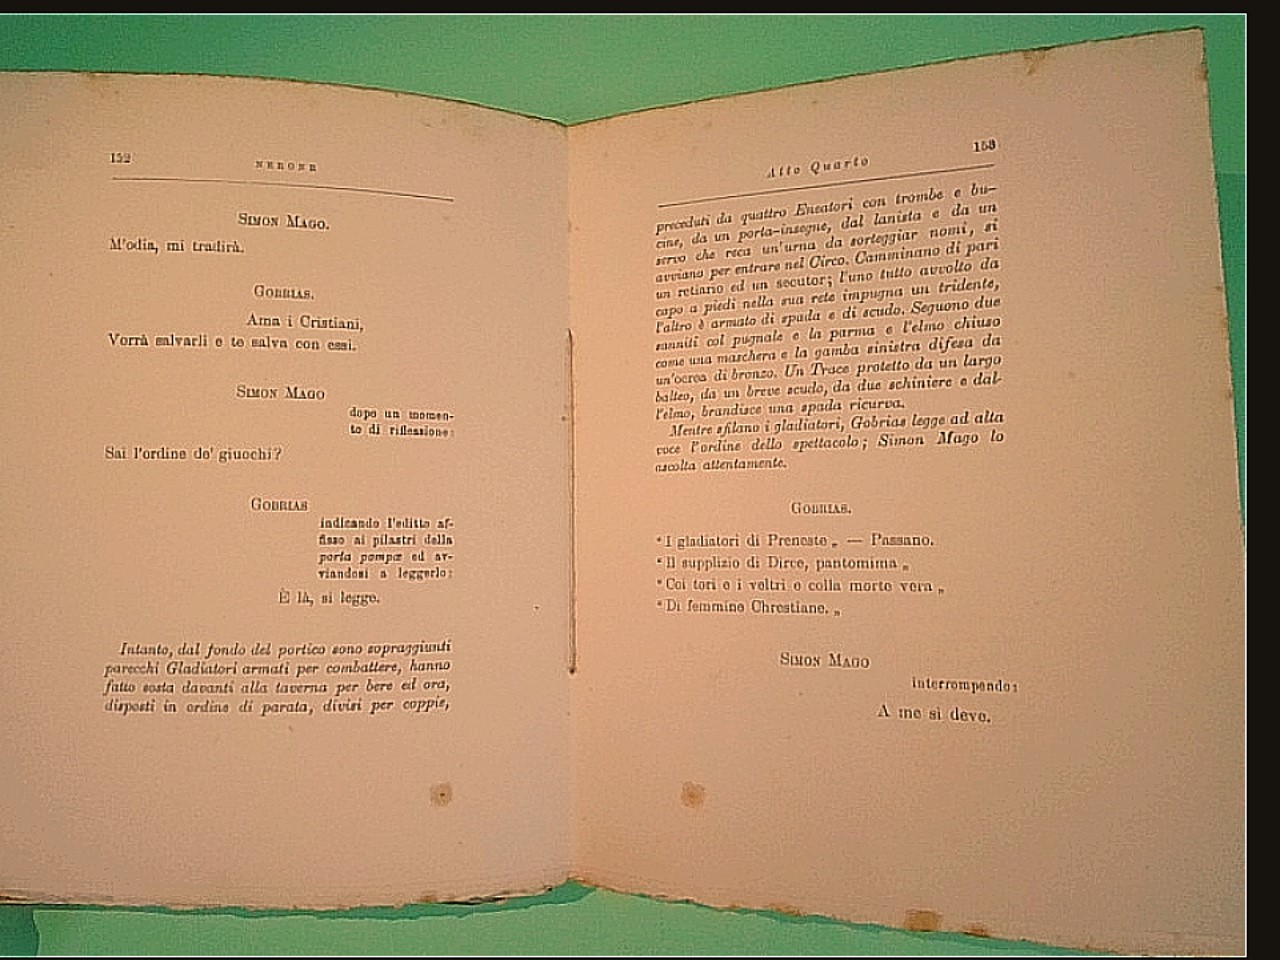 152
NERONE
SIMON MAGO.
M'odia, mi tradirà.
GOBRIAS.
Ama i Cristiani,
Vorrà salvarli e te salva con essi.
SIMON MAGO
dopo un momen-
to di riflessione:
Sai l'ordine de' giuochi?
GOBRIAS
indicando l'editto af-
fisso ai pilastri della
porta pompæ ed av-
viandosi a leggerlo:
È là, si legge.
Intanto, dal fondo del portico sono sopraggiunti
parecchi Gladiatori armati per combattere, hanno
fatto sosta davanti alla taverna per bere ed ora,
disposti in ordine di parata, divisi per coppie,
Atto Quarto
153
preceduti da quattro Eneatori con trombe e bu-
cine, da un porta-insegne, dal lanista e da un
servo che reca un'urna da sorteggiar nomi, si
avviano per entrare nel Circo. Camminano di pari
un retiario ed un secutor; l'uno tutto avvolto da
capo a piedi nella sua rete impugna un tridente,
l'altro è armato di spada e di scudo. Seguono due
sanniti col pugnale e la parma e l'elmo chiuso
come una maschera e la gamba sinistra difesa da
un'ocrea di bronzo. Un Trace protetto da un largo
balteo, da un breve scudo, da due schiniere e dal-
l'elmo, brandisce una spada ricurva.
Mentre sfilano i gladiatori, Gobrias legge ad alta
voce l'ordine dello spettacolo; Simon Mago lo
ascolta attentamente.
GOBRIAS.
“I gladiatori di Preneste„ — Passano.
“Il supplizio di Dirce, pantomima„
“Coi tori e i veltri e colla morte vera„
“Di femmine Chrestiane.„
SIMON MAGO
interrompendo:
A me si deve.